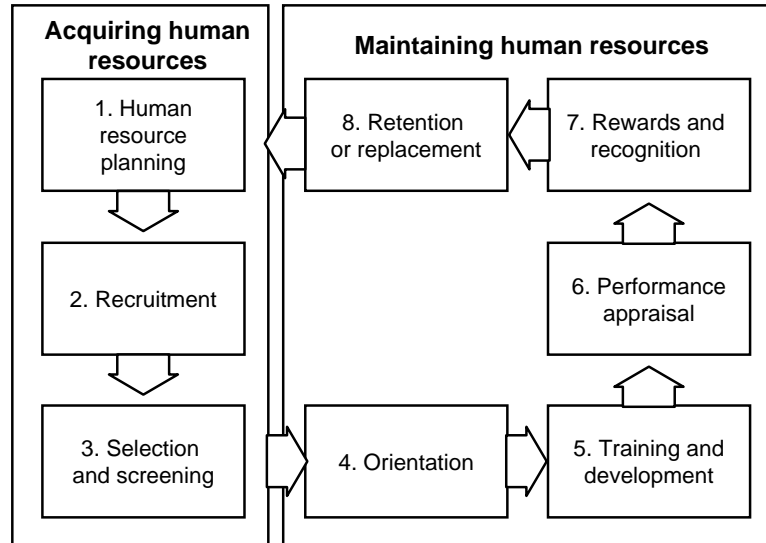 Acquiring human
resources
Maintaining human resources
1. Human
resource
planning
8. Retention
or replacement
7. Rewards and
recognition
2. Recruitment
6. Performance
appraisal
3. Selection
and screening
4. Orientation
5. Training and
development